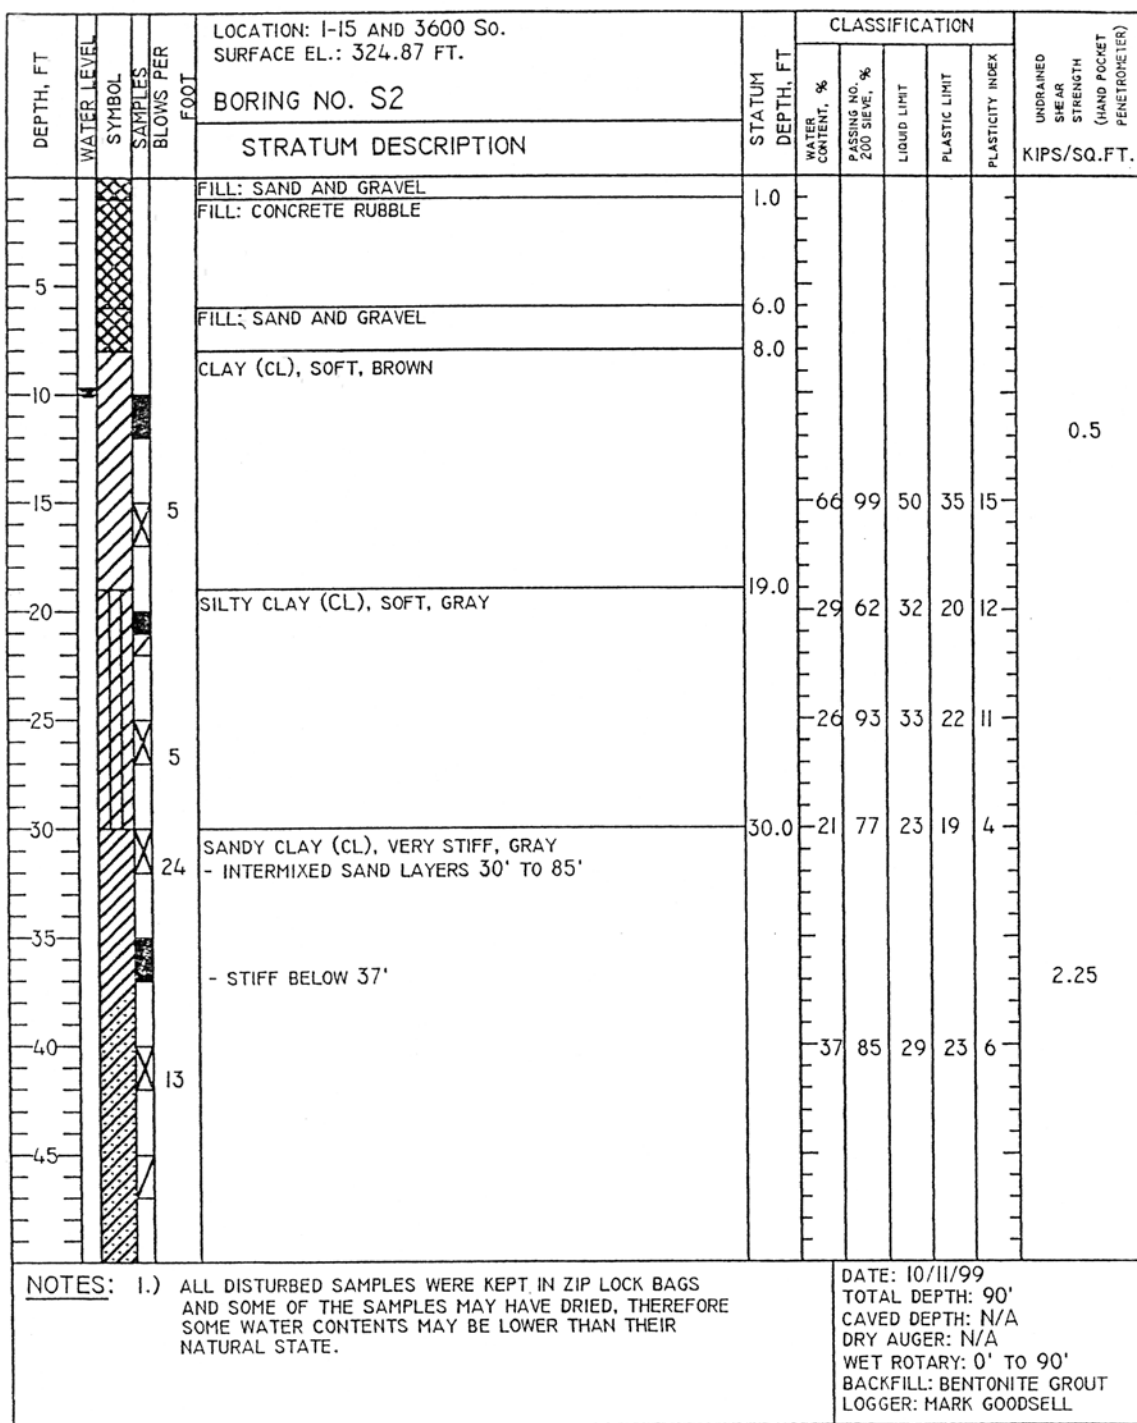 LOCATION: I-15 AND 3600 So.
SURFACE EL.: 324.87 FT.
BORING NO. S2
STRATUM DESCRIPTION
DEPTH, FT
WATER LEVEL
SYMBOL
SAMPLES
BLOWS PER
FOOT
STATUM
DEPTH, FT
CLASSIFICATION
WATER
CONTENT, %
PASSING NO.
200 SIEVE, %
LIQUID LIMIT
PLASTIC LIMIT
PLASTICITY INDEX
UNDRAINED
SHEAR
STRENGTH
(HAND POCKET
PENETROMETER)
KIPS/SQ.FT.
FILL: SAND AND GRAVEL
1.0
FILL: CONCRETE RUBBLE
5
6.0
FILL: SAND AND GRAVEL
8.0
CLAY (CL), SOFT, BROWN
10
0.5
15 5 66 99 50 35 15
19.0
SILTY CLAY (CL), SOFT, GRAY
20 29 62 32 20 12
25 26 93 33 22 11
5
30 30.0 21 77 23 19 4
SANDY CLAY (CL), VERY STIFF, GRAY
24 - INTERMIXED SAND LAYERS 30' TO 85'
35
- STIFF BELOW 37' 2.25
40 37 85 29 23 6
13
45
NOTES: 1.) ALL DISTURBED SAMPLES WERE KEPT IN ZIP LOCK BAGS
AND SOME OF THE SAMPLES MAY HAVE DRIED, THEREFORE
SOME WATER CONTENTS MAY BE LOWER THAN THEIR
NATURAL STATE.
DATE: 10/11/99
TOTAL DEPTH: 90'
CAVED DEPTH: N/A
DRY AUGER: N/A
WET ROTARY: 0' TO 90'
BACKFILL: BENTONITE GROUT
LOGGER: MARK GOODSELL